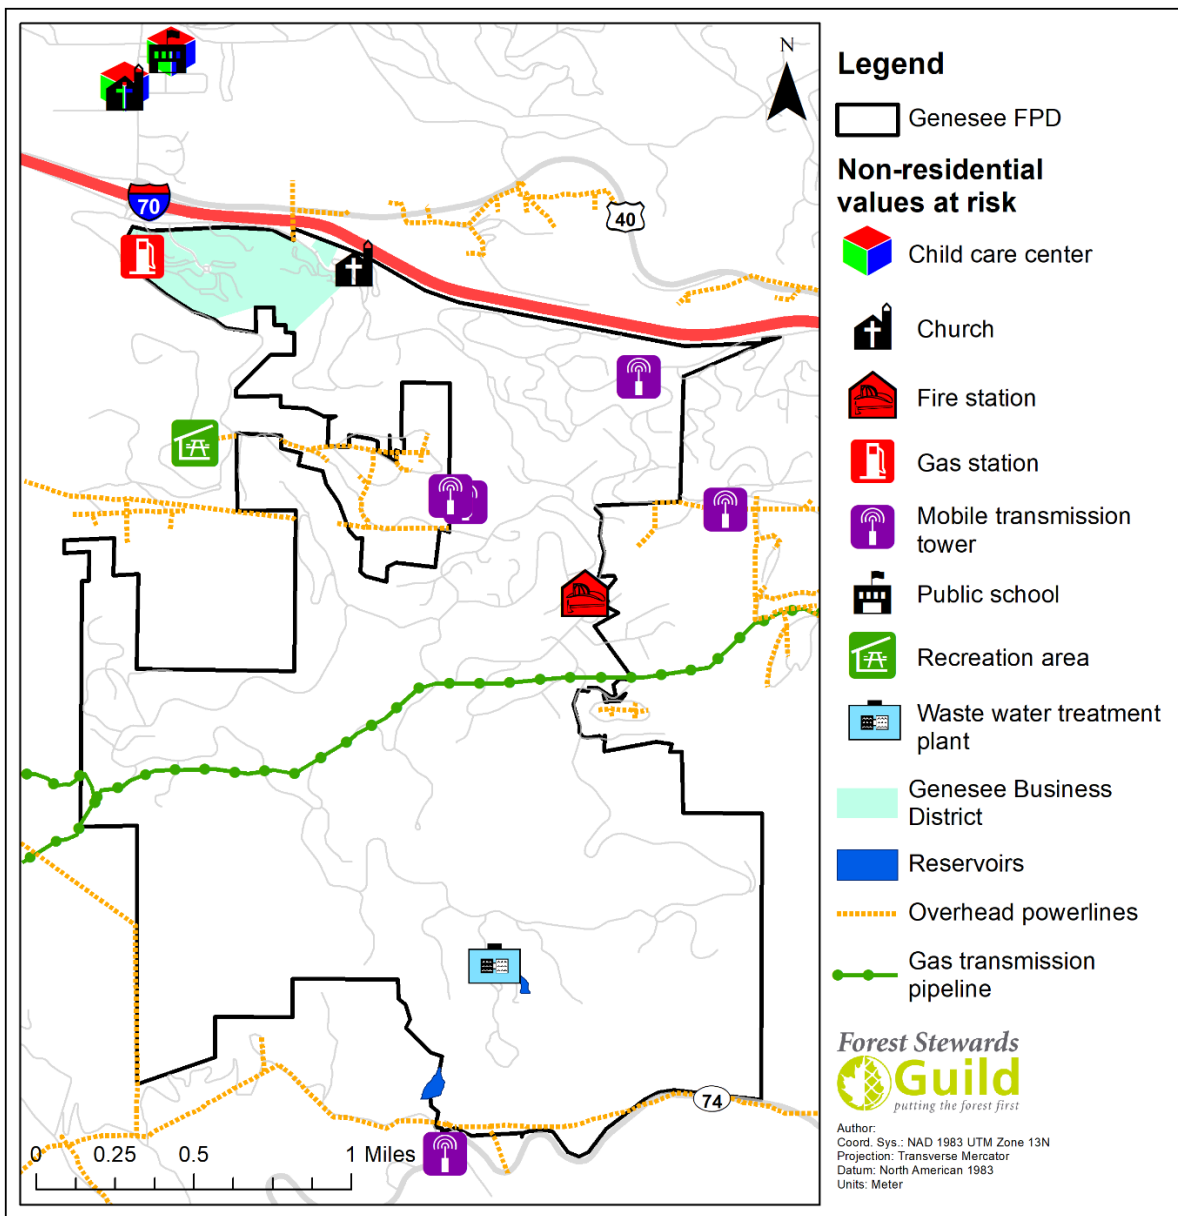 N
70
40
74
0 0.25 0.5 1 Miles
Legend
Genesee FPD
Non-residential
values at risk
Child care center
Church
Fire station
Gas station
Mobile transmission
tower
Public school
Recreation area
Waste water treatment
plant
Genesee Business
District
Reservoirs
Overhead powerlines
Gas transmission
pipeline
Forest Stewards
Guild
putting the forest first
Author:
Coord. Sys.: NAD 1983 UTM Zone 13N
Projection: Transverse Mercator
Datum: North American 1983
Units: Meter